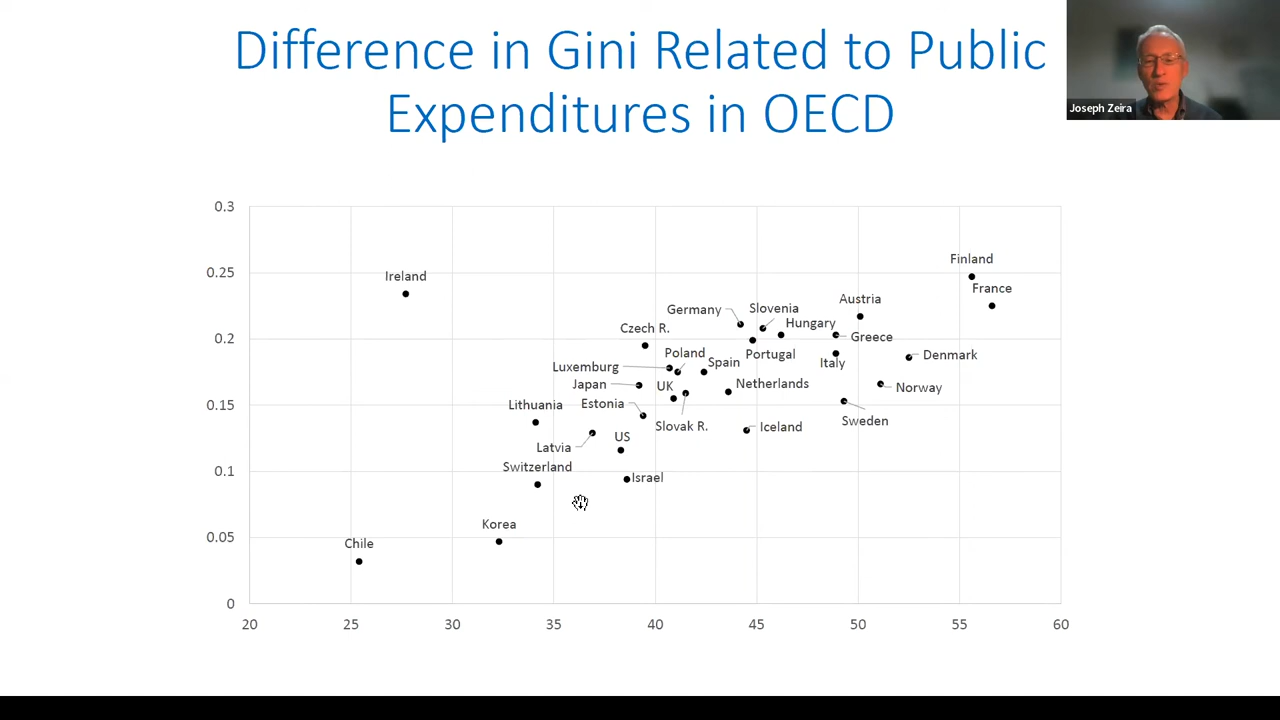 Difference in Gini Related to Public
Expenditures in OECD
Joseph Zeira
0.3
0.25
0.2
0.15
0.1
0.05
0
20
25
30
35
40
45
50
55
60
Finland
Ireland
France
Austria
Germany
Slovenia
Hungary
Czech R.
Greece
Poland
Portugal
Denmark
Luxemburg
Spain
Italy
Japan
UK
Netherlands
Norway
Lithuania
Estonia
Slovak R.
Iceland
Sweden
Latvia
US
Switzerland
Israel
Korea
Chile